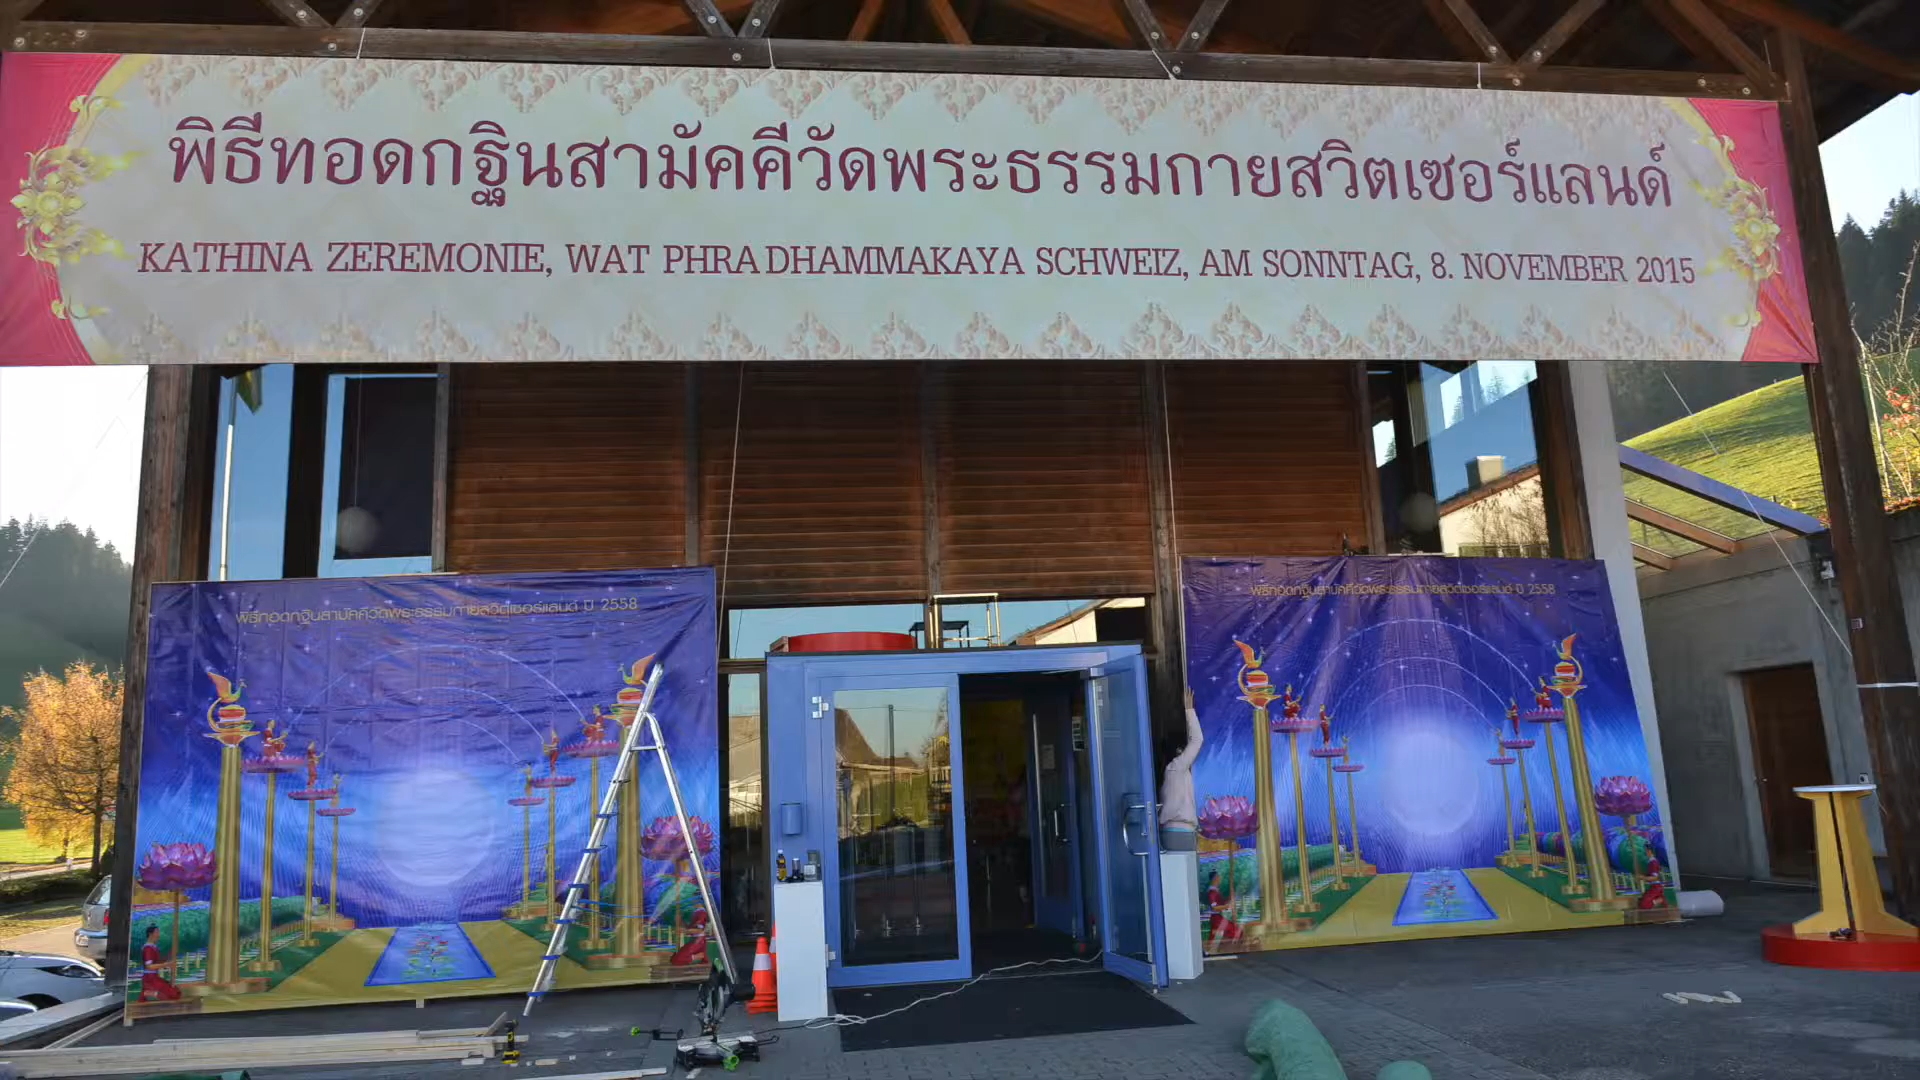 พิธีทอดกฐินสามัคคีวัดพระธรรมกายสวิตเซอร์แลนด์
KATHINA ZEREMONIE, WAT PHRA DHAMMAKAYA SCHWEIZ, AM SONNTAG, 8. NOVEMBER 2015
พิธีทอดกฐินสามัคคีวัดพระธรรมกายสวิตเซอร์แลนด์ ปี 2558
พิธีทอดกฐินสามัคคีวัดพระธรรมกายสวิตเซอร์แลนด์ ปี 2558